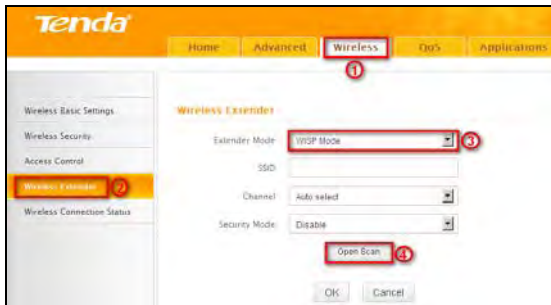 Tenda
Home Advanced Wireless QoS Applications
1
Wireless Basic Settings
Wireless Security
Access Control
Wireless Extender 2
Wireless Connection Status
Wireless Extender
Extender Mode WISP Mode 3
SSID
Channel Auto select
Security Mode Disable
Open Scan 4
OK Cancel